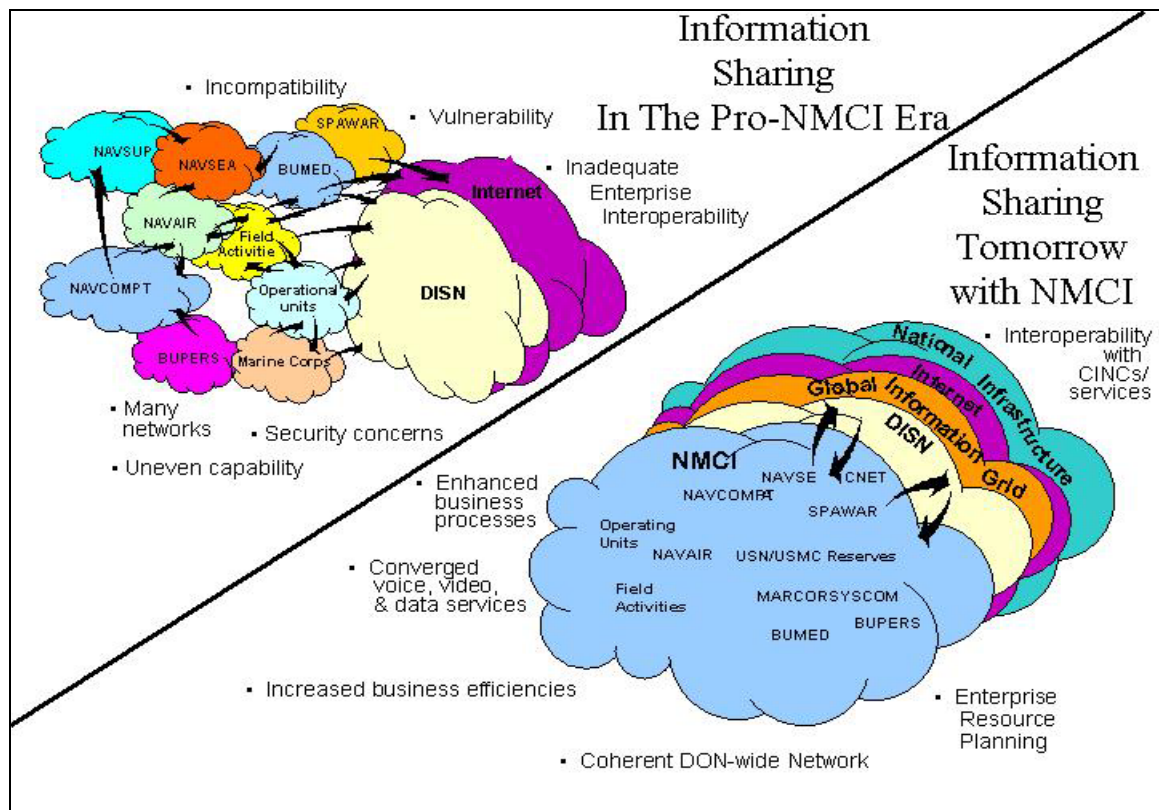 Information
Sharing
In The Pro-NMCI Era
▪ Incompatibility
▪ Vulnerability
▪ Inadequate
Enterprise
Interoperability
NAVSUP
NAVSEA
BUMED
SPAWAR
Internet
NAVAIR
Field
Activitie
NAVCOMPT
Operational
units
DISN
BUPERS
Marine Corps
▪ Many
networks
▪ Security concerns
▪ Uneven capability
Information
Sharing
Tomorrow
with NMCI
▪ Interoperability
with
CINCs/
services
National Infrastructure
Internet
Global Information Grid
DISN
NMCI
NAVSE
CNET
NAVCOMPT
SPAWAR
Operating
Units
NAVAIR
USN/USMC Reserves
Field
Activities
MARCORSYSCOM
BUPERS
BUMED
▪ Enhanced
business
processes
▪ Converged
voice, video,
& data services
▪ Increased business efficiencies
▪ Enterprise
Resource
Planning
▪ Coherent DON-wide Network